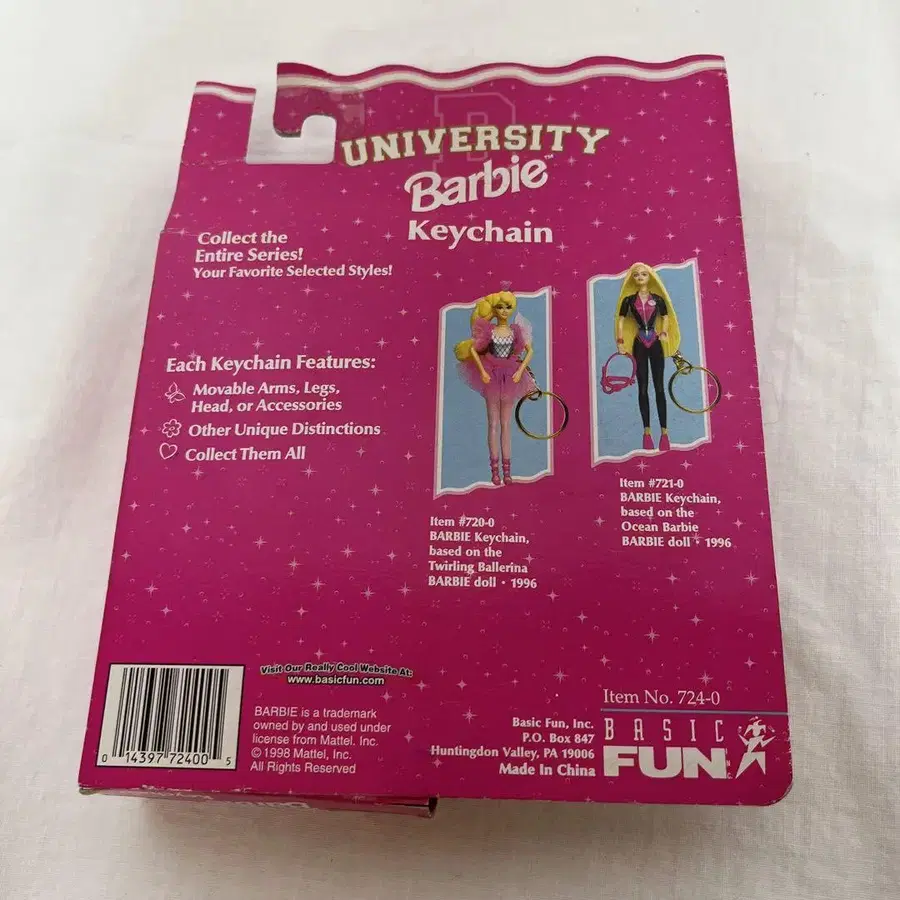 UNIVERSITY
Barbie™
Keychain
Collect the
Entire Series!
Your Favorite Selected Styles!
Each Keychain Features:
Movable Arms, Legs,
Head, or Accessories
Other Unique Distinctions
Collect Them All
Item #720-0
BARBIE Keychain,
based on the
Twirling Ballerina
BARBIE doll • 1996
Item #721-0
BARBIE Keychain,
based on the
Ocean Barbie
BARBIE doll • 1996
0 14397 72400 5
Visit Our Really Cool Website At:
www.basicfun.com
BARBIE is a trademark
owned by and used under
license from Mattel, Inc.
© 1998 Mattel, Inc.
All Rights Reserved
Basic Fun, Inc.
P.O. Box 847
Huntingdon Valley, PA 19006
Made In China
Item No. 724-0
BASIC
FUN